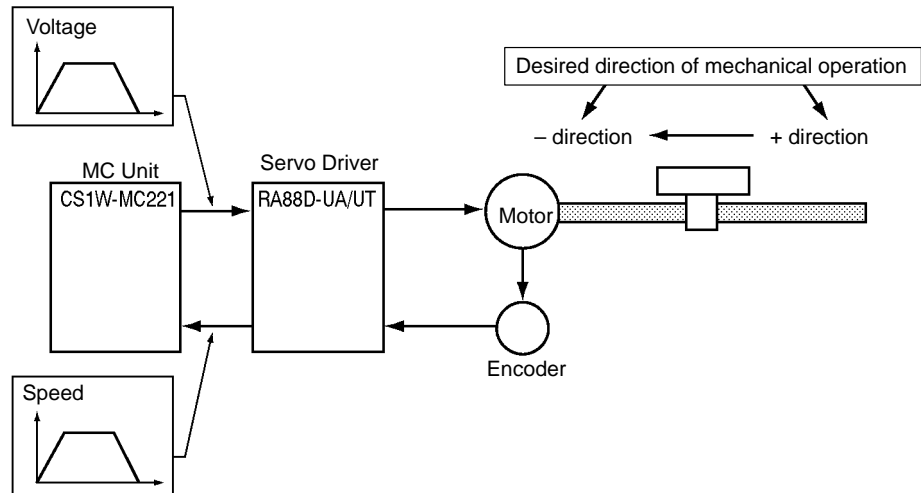 Voltage
Desired direction of mechanical operation
– direction
+ direction
MC Unit
Servo Driver
CS1W-MC221
RA88D-UA/UT
Motor
Encoder
Speed